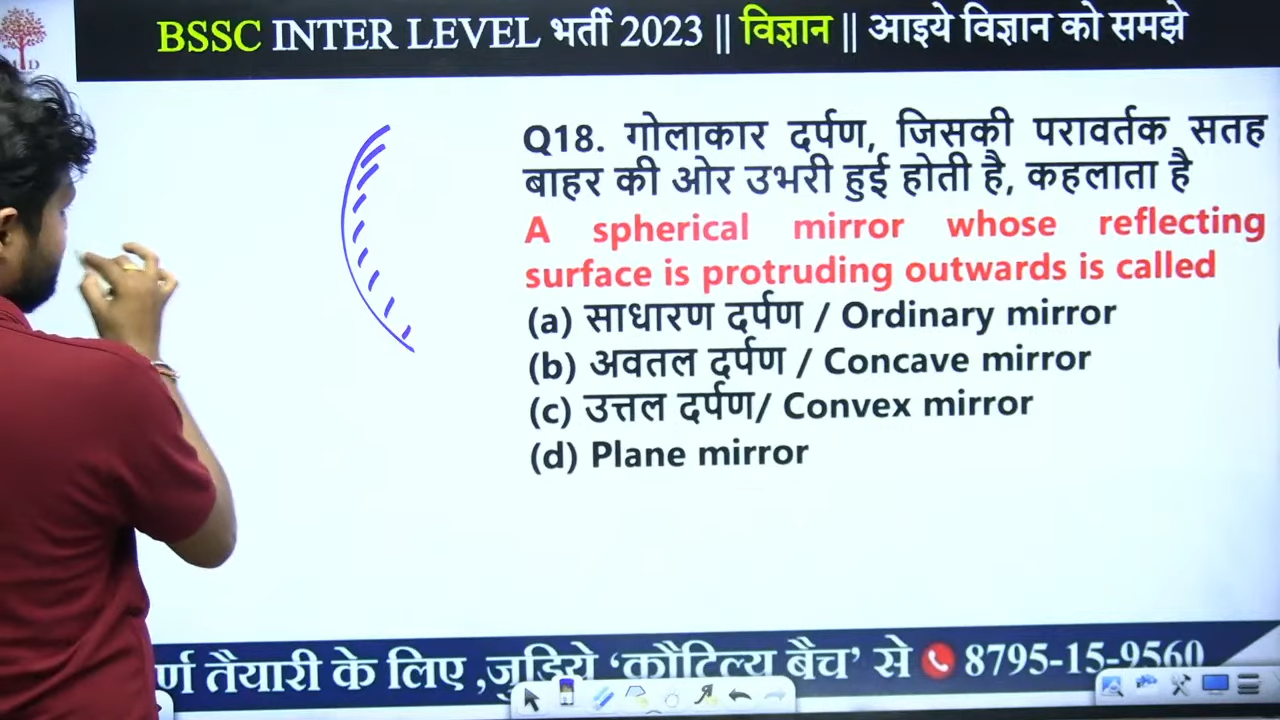 BSSC INTER LEVEL भर्ती 2023 || विज्ञान || आइये विज्ञान को समझे
Q18. गोलाकार दर्पण, जिसकी परावर्तक सतह
बाहर की ओर उभरी हुई होती है, कहलाता है
A spherical mirror whose reflecting
surface is protruding outwards is called
(a) साधारण दर्पण / Ordinary mirror
(b) अवतल दर्पण / Concave mirror
(c) उत्तल दर्पण/ Convex mirror
(d) Plane mirror
तैयारी के लिए ,जुड़िये ‘कौटिल्य बैच’ से 8795-15-9560